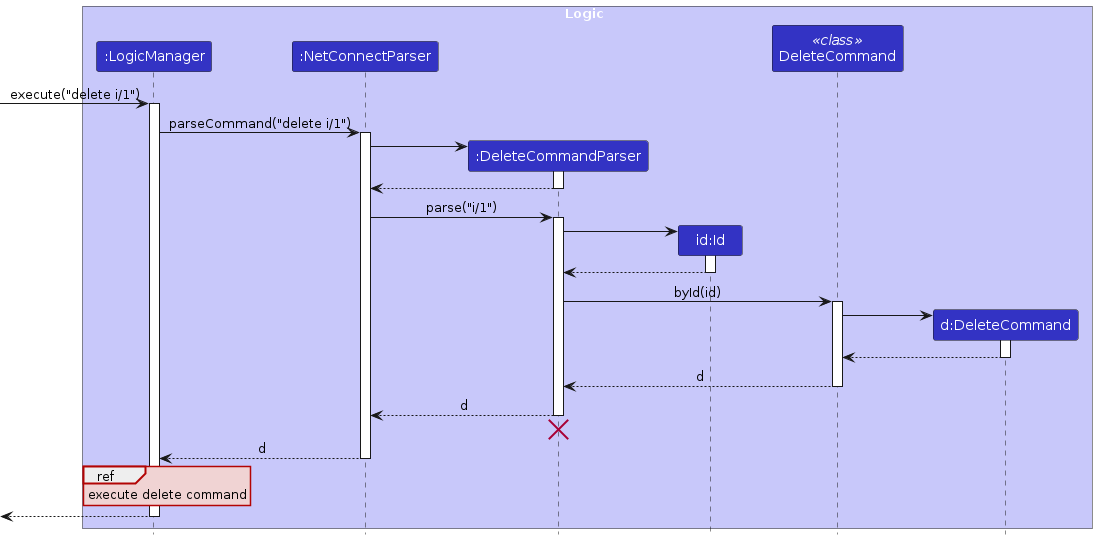 Logic
«class»
:LogicManager
:NetConnectParser
DeleteCommand
execute("delete i/1")
parseCommand("delete i/1")
:DeleteCommandParser
parse("i/1")
id:Id
byId(id)
d:DeleteCommand
d
d
d
ref
execute delete command